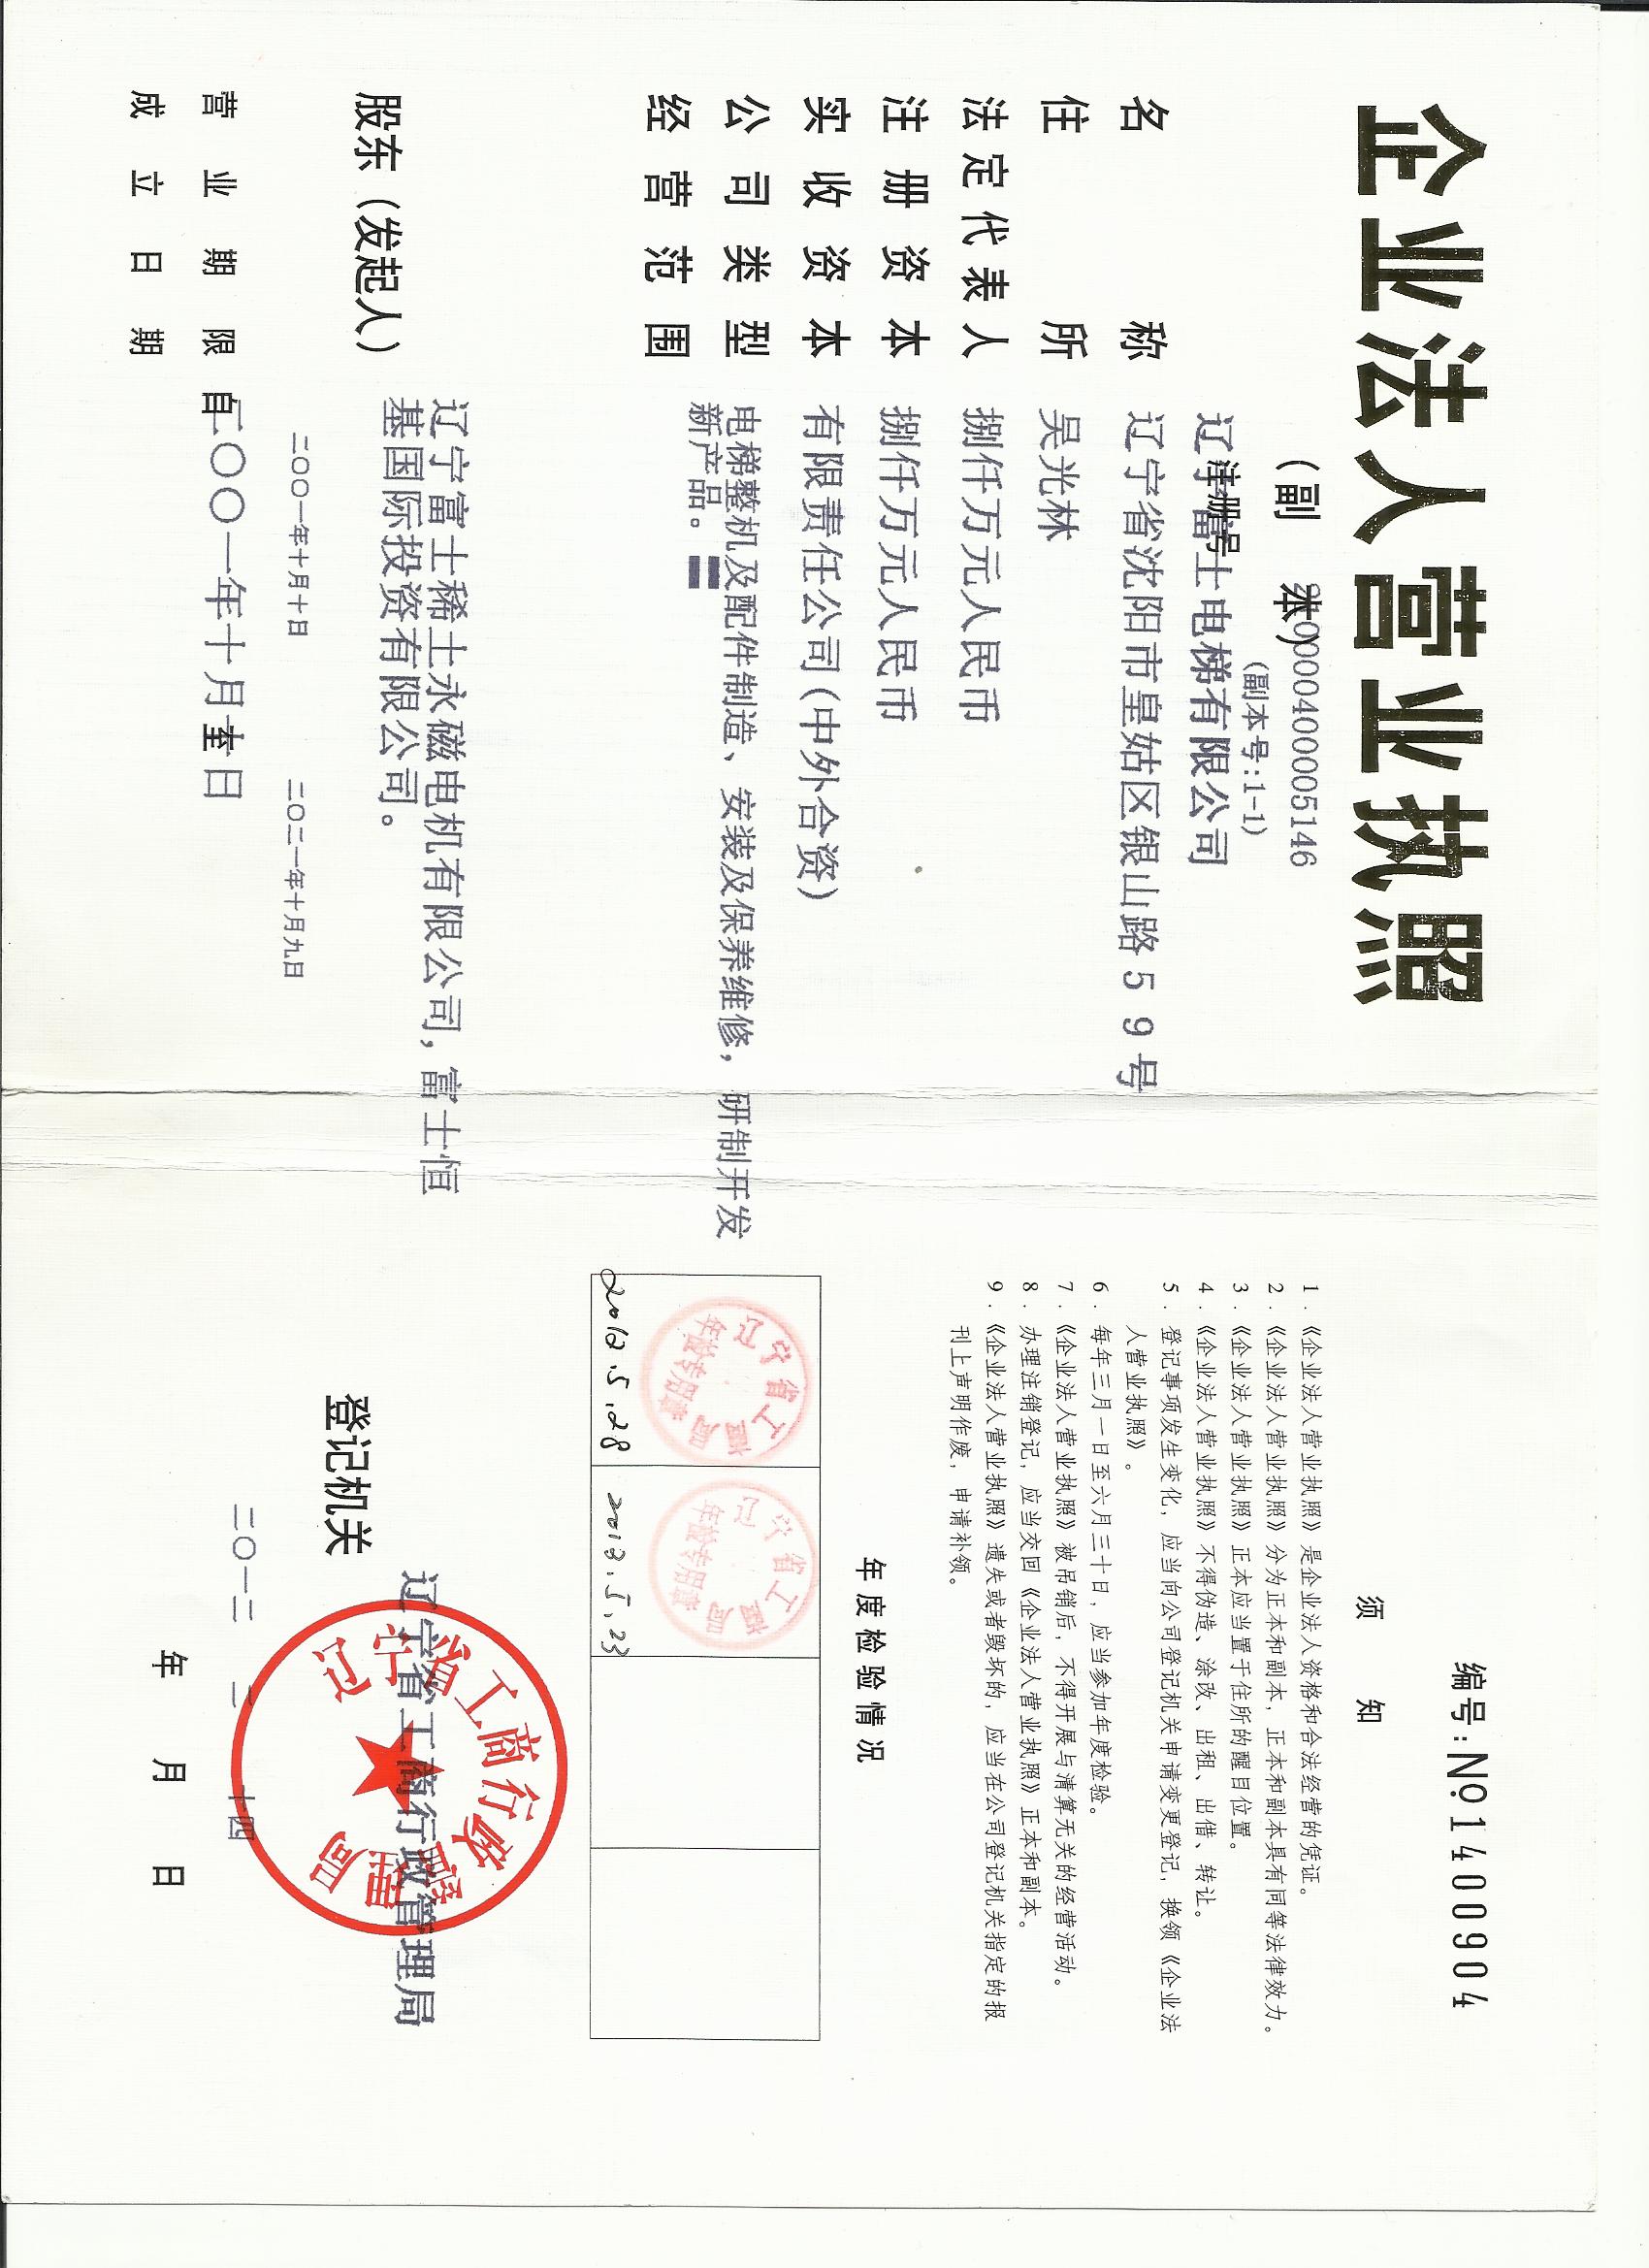 企业法人营业执照
(副 本)
210000400005146
(副本号:1-1)
注册号
名 称 辽宁富士电梯有限公司
住 所 辽宁省沈阳市皇姑区银山路59号
法定代表人 吴光林
注册资本 捌仟万元人民币
实收资本 捌仟万元人民币
公司类型 有限责任公司(中外合资)
经营范围 电梯整机及配件制造、安装及保养维修,研制开发
新产品。
股东(发起人) 辽宁富士稀土永磁电机有限公司,富士恒
基国际投资有限公司。
二〇〇一年十月十日 二〇二一年十月九日
营业期限 自 至
成立日期 二〇〇一年十月十日
编号:No.1400904
须 知
1.《企业法人营业执照》是企业法人资格和合法经营的凭证。
2.《企业法人营业执照》分为正本和副本,正本和副本具有同等法律效力。
3.《企业法人营业执照》正本应当置于住所的醒目位置。
4.《企业法人营业执照》不得伪造、涂改、出租、出借、转让。
5.登记事项发生变化,应当向公司登记机关申请变更登记,换领《企业法
人营业执照》。
6.每年三月一日至六月三十日,应当参加年度检验。
7.《企业法人营业执照》被吊销后,不得开展与清算无关的经营活动。
8.办理注销登记,应当交回《企业法人营业执照》正本和副本。
9.《企业法人营业执照》遗失或者毁坏的,应当在公司登记机关指定的报
刊上声明作废,申请补领。
年度检验情况
辽宁省工商局
年检专用章
辽宁省工商局
年检专用章
2012.5.28
2013.5.23
辽宁省工商行政管理局
登记机关
辽宁省工商行政管理局
二〇一二 二 十四
年 月 日